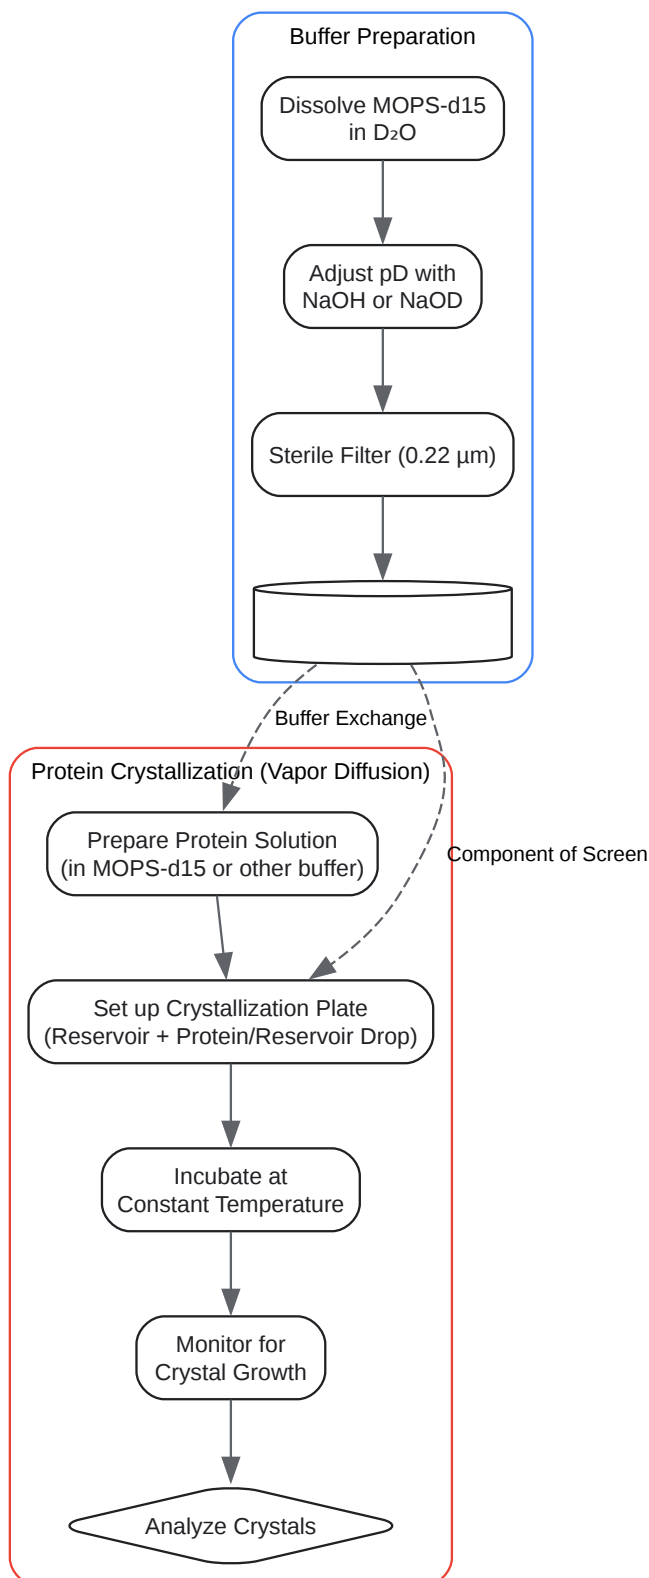 Buffer Preparation
Dissolve MOPS-d15
in D₂O
Adjust pD with
NaOH or NaOD
Sterile Filter (0.22 µm)
Buffer Exchange
Protein Crystallization (Vapor Diffusion)
Prepare Protein Solution
(in MOPS-d15 or other buffer)
Component of Screen
Set up Crystallization Plate
(Reservoir + Protein/Reservoir Drop)
Incubate at
Constant Temperature
Monitor for
Crystal Growth
Analyze Crystals